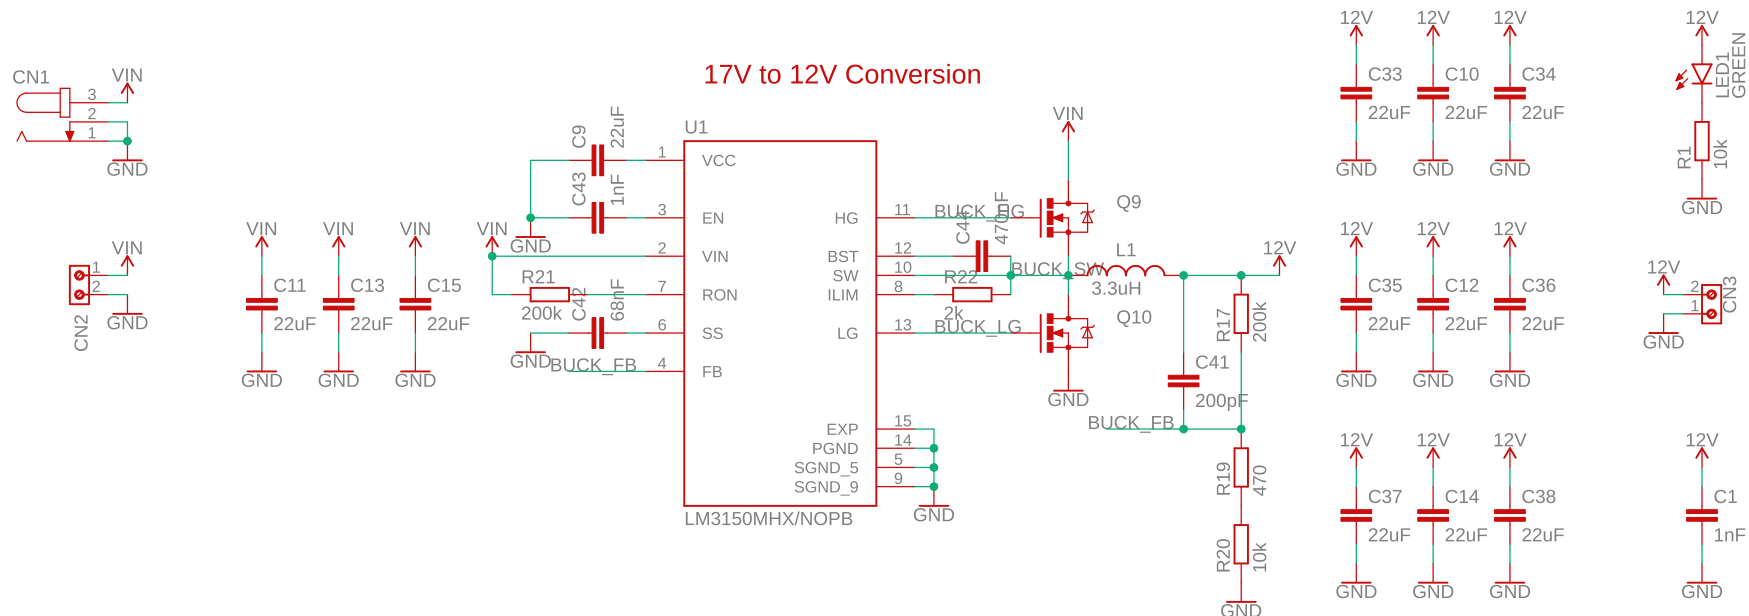 17V to 12V Conversion
CN1
VIN
3
2
1
GND
CN2
VIN
1
2
GND
VIN
C11
22uF
GND
VIN
C13
22uF
GND
VIN
C15
22uF
GND
C9
22uF
C43
1nF
GND
VIN
R21
200k
C42
68nF
GND
BUCK_FB
U1
1
VCC
3
EN
2
VIN
7
RON
6
SS
4
FB
HG
11
BST
12
SW
10
ILIM
8
LG
13
EXP
15
PGND
14
SGND_5
5
SGND_9
9
LM3150MHX/NOPB
GND
BUCK_HG
C44
470nF
BUCK_SW
R22
2k
BUCK_LG
VIN
Q9
Q10
GND
L1
3.3uH
12V
R17
200k
C41
200pF
BUCK_FB
R19
470
R20
10k
GND
12V
C33
22uF
GND
12V
C10
22uF
GND
12V
C34
22uF
GND
12V
C35
22uF
GND
12V
C12
22uF
GND
12V
C36
22uF
GND
12V
C37
22uF
GND
12V
C14
22uF
GND
12V
C38
22uF
GND
12V
LED1
GREEN
R1
10k
GND
12V
2
1
CN3
GND
12V
C1
1nF
GND